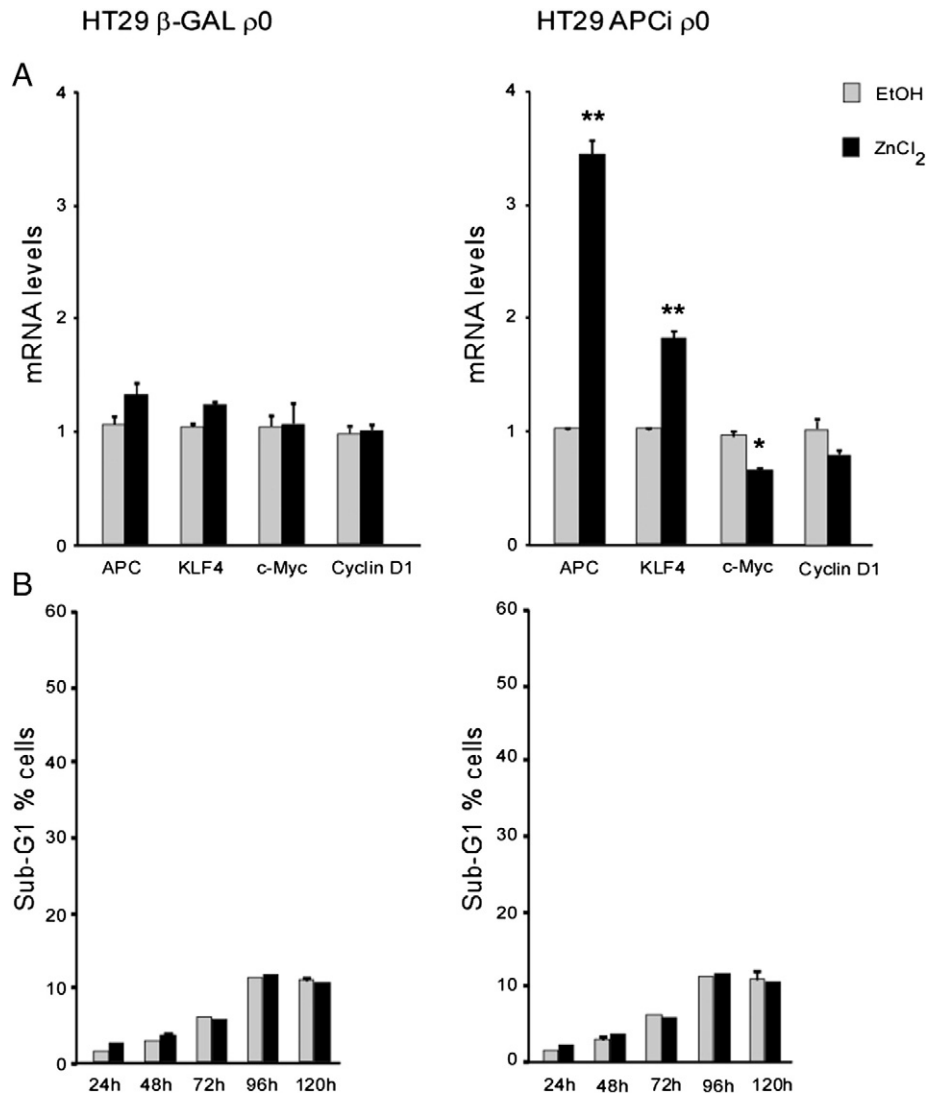 HT29 β-GAL ρ0
HT29 APCi ρ0
A
mRNA levels
4
3
2
1
0
APC KLF4 c-Myc Cyclin D1
mRNA levels
4
3
2
1
0
** ** *
APC KLF4 c-Myc Cyclin D1
EtOH
ZnCl2
B
Sub-G1 % cells
60
50
40
30
20
10
0
24h 48h 72h 96h 120h
Sub-G1 % cells
60
50
40
30
20
10
0
24h 48h 72h 96h 120h